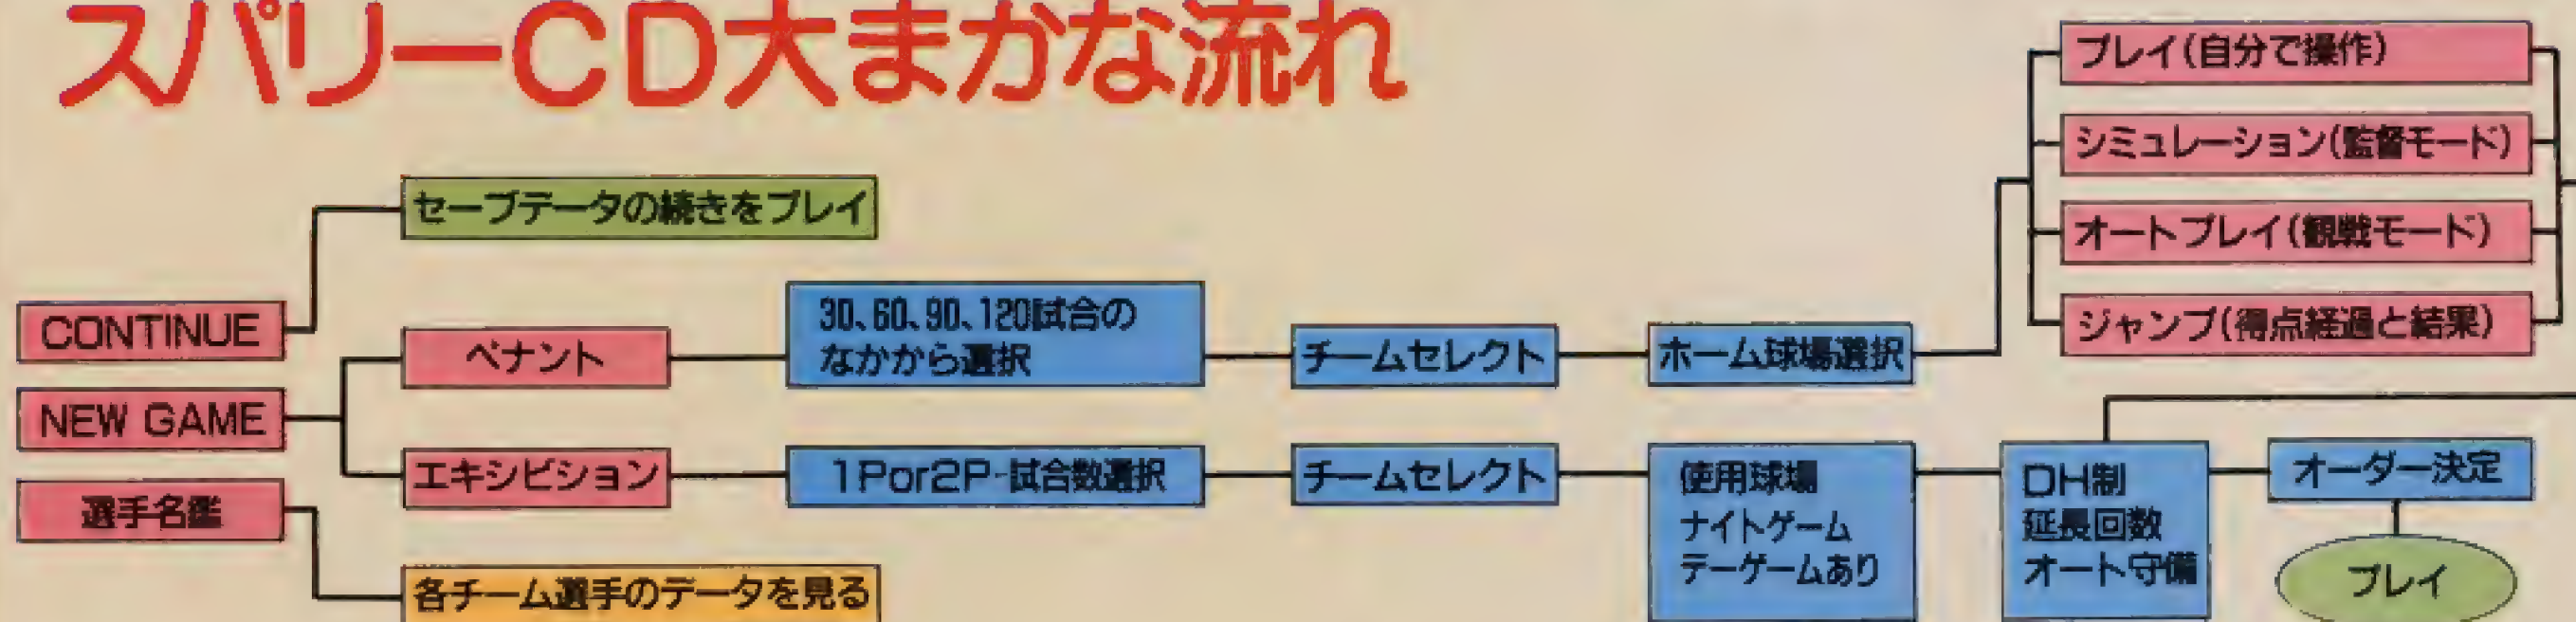 スパリーCD大まかな流れ
プレイ(自分で操作)
シミュレーション(監督モード)
オートプレイ(観戦モード)
ジャンプ(得点経過と結果)
セーブデータの続きをプレイ
CONTINUE
ペナント
30、60、90、120試合の
なかから選択
チームセレクト
ホーム球場選択
NEW GAME
エキシビション
1Por2P-試合数選択
チームセレクト
使用球場
ナイトゲーム
デーゲームあり
DH制
延長回数
オート守備
オーダー決定
プレイ
選手名鑑
各チーム選手のデータを見る